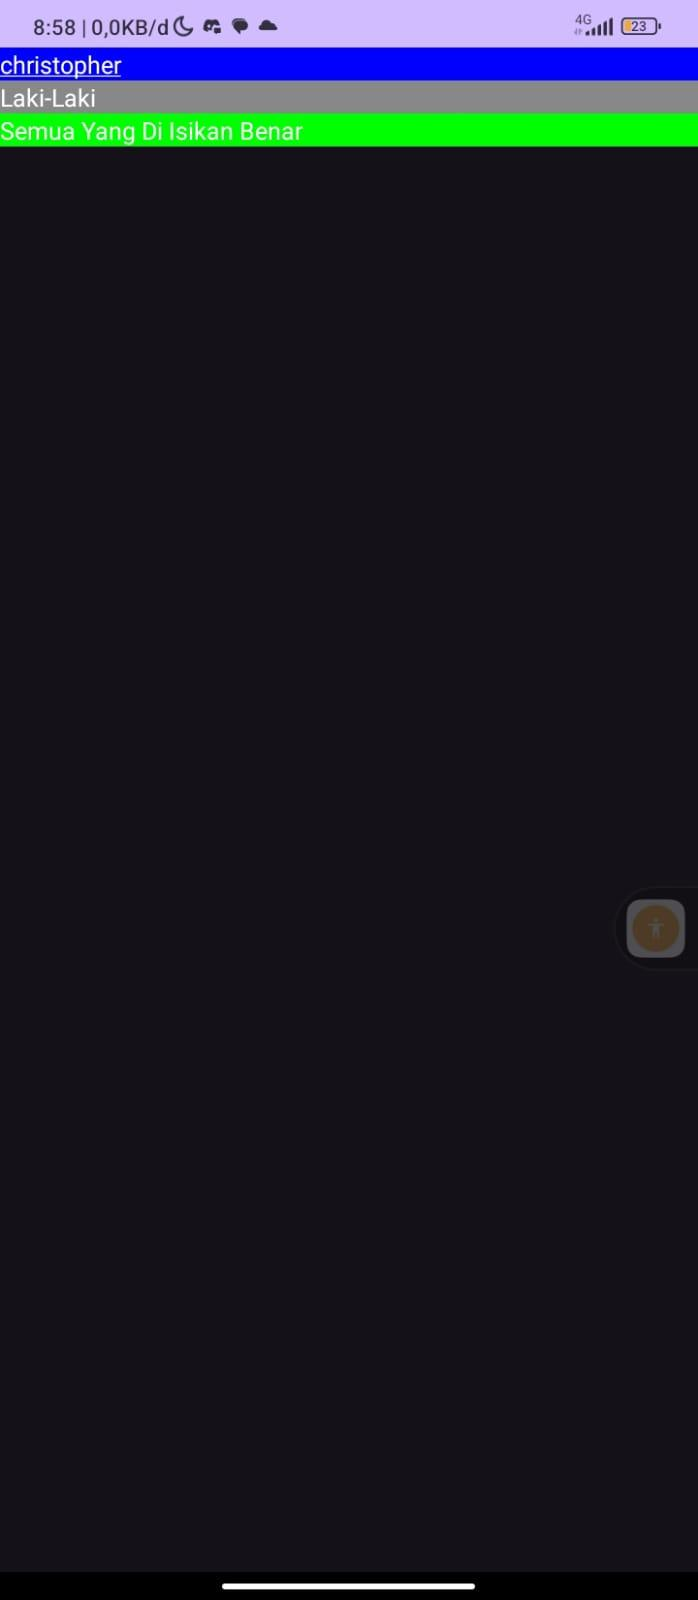 8:58 | 0,0KB/d
4G
23
christopher
Laki-Laki
Semua Yang Di Isikan Benar